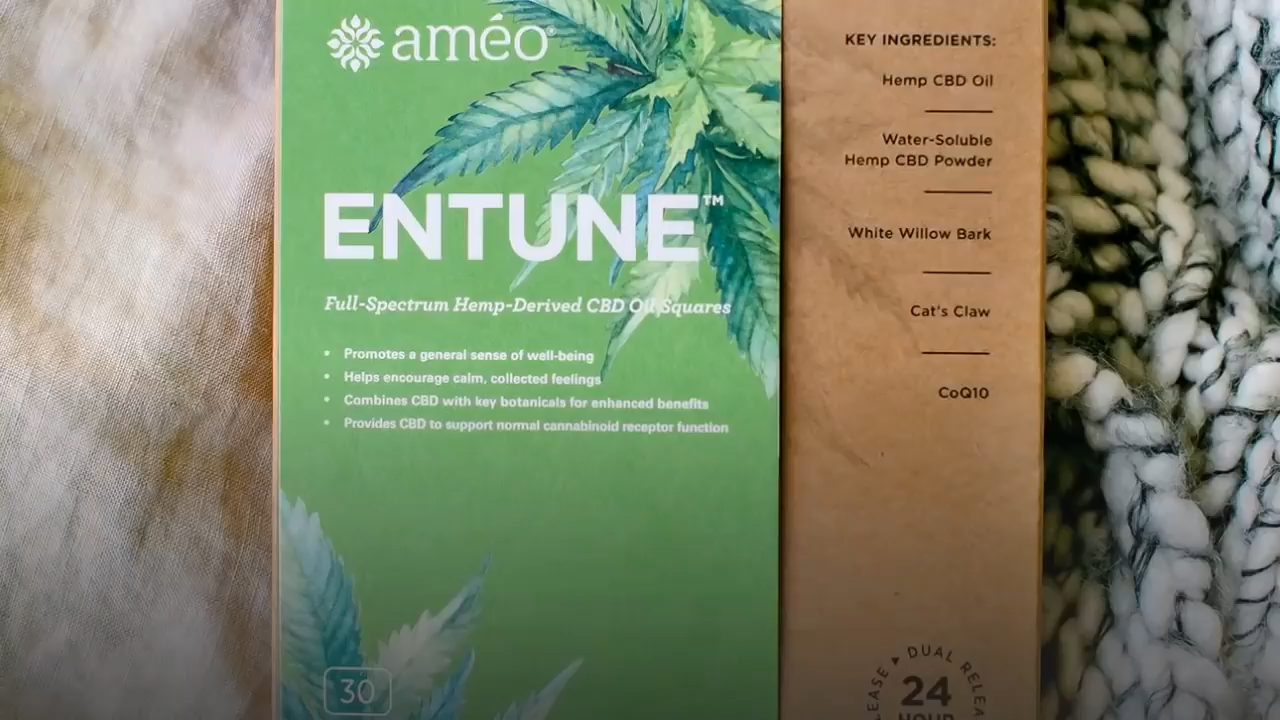 améo
ENTUNE™
Full-Spectrum Hemp-Derived CBD Oil Squares
• Promotes a general sense of well-being
• Helps encourage calm, collected feelings
• Combines CBD with key botanicals for enhanced benefits
• Provides CBD to support normal cannabinoid receptor function
30
KEY INGREDIENTS:
Hemp CBD Oil
Water-Soluble
Hemp CBD Powder
White Willow Bark
Cat's Claw
CoQ10
DUAL RELEA
EASE
24
HOUR